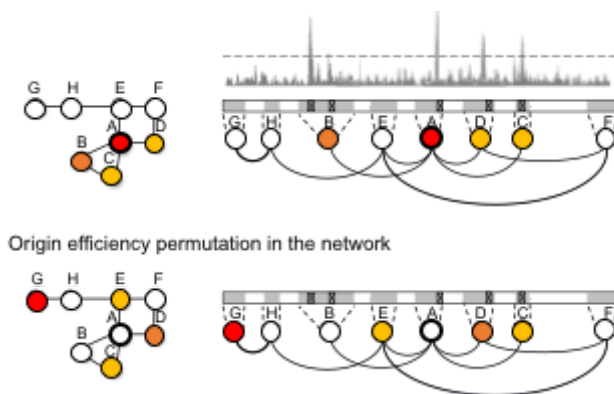 G H E F
A
B D
C
G H B E A D C F
Origin efficiency permutation in the network
G H E F
A
B D
C
G H B E A D C F